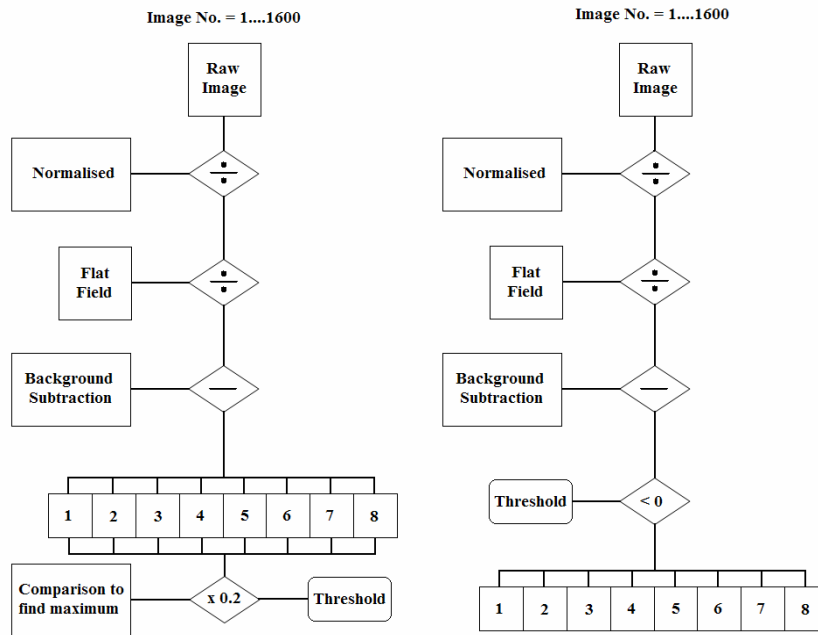 Image No. = 1....1600
Raw
Image
Normalised
Flat
Field
Background
Subtraction
1 2 3 4 5 6 7 8
Comparison to
find maximum
x 0.2
Threshold
Image No. = 1....1600
Raw
Image
Normalised
Flat
Field
Background
Subtraction
Threshold
< 0
1 2 3 4 5 6 7 8